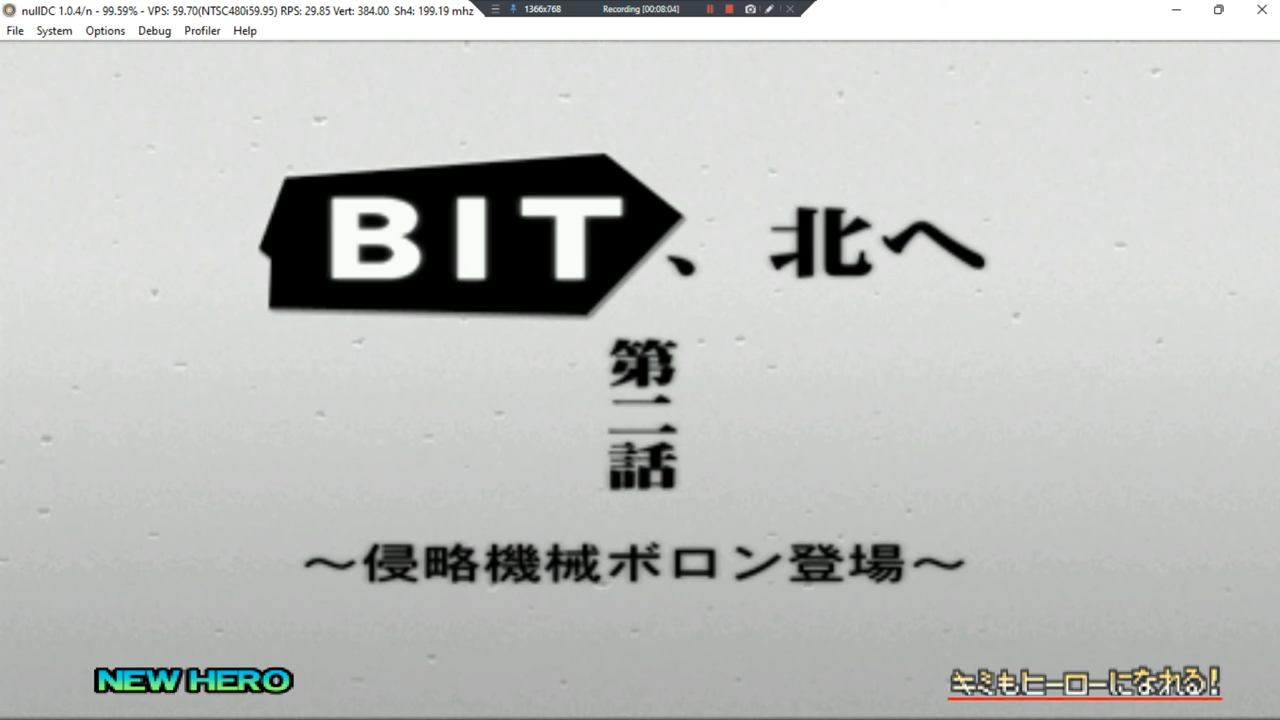 nullDC 1.0.4/n - 99.59% - VPS: 59.70(NTSC480i59.95) RPS: 29.85 Vert: 384.00 Sh4: 199.19 mhz
1366x768
Recording [00:08:04]
File System Options Debug Profiler Help
BIT、北へ
第二話
～侵略機械ボロン登場～
NEW HERO
キミもヒーローになれる!